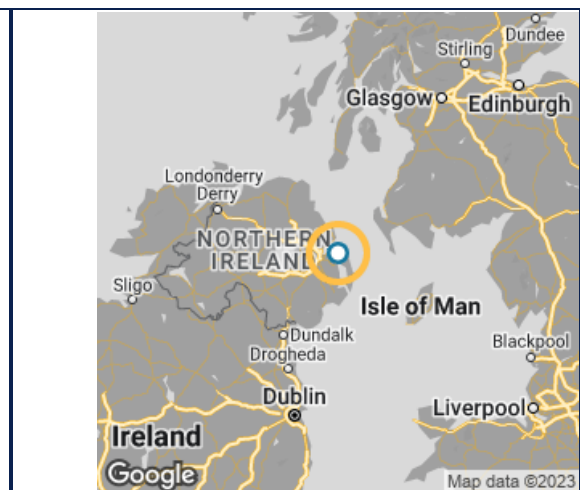 Dundee
Stirling
Glasgow
Edinburgh
Londonderry
Derry
NORTHERN
IRELAND
Sligo
Isle of Man
Dundalk
Blackpool
Drogheda
Dublin
Liverpool
Ireland
Google
Map data ©2023